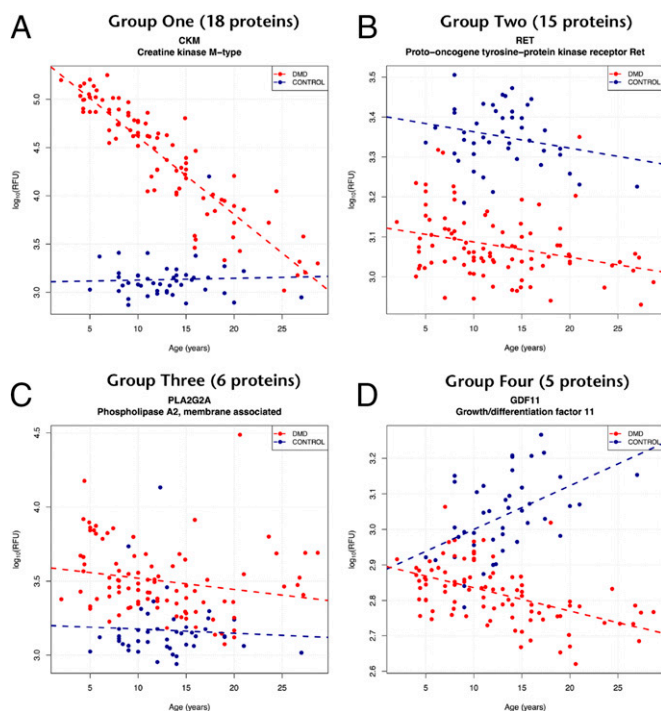 A
Group One (18 proteins)
CKM
Creatine kinase M-type
DMD
CONTROL
log10(RFU)
5.0
4.5
4.0
3.5
3.0
5 10 15 20 25
Age (years)
B
Group Two (15 proteins)
RET
Proto-oncogene tyrosine-protein kinase receptor Ret
DMD
CONTROL
log10(RFU)
3.5
3.4
3.3
3.2
3.1
3.0
5 10 15 20 25
Age (years)
C
Group Three (6 proteins)
PLA2G2A
Phospholipase A2, membrane associated
DMD
CONTROL
log10(RFU)
4.5
4.0
3.5
3.0
5 10 15 20 25
Age (years)
D
Group Four (5 proteins)
GDF11
Growth/differentiation factor 11
DMD
CONTROL
log10(RFU)
3.2
3.1
3.0
2.9
2.8
2.7
2.6
5 10 15 20 25
Age (years)